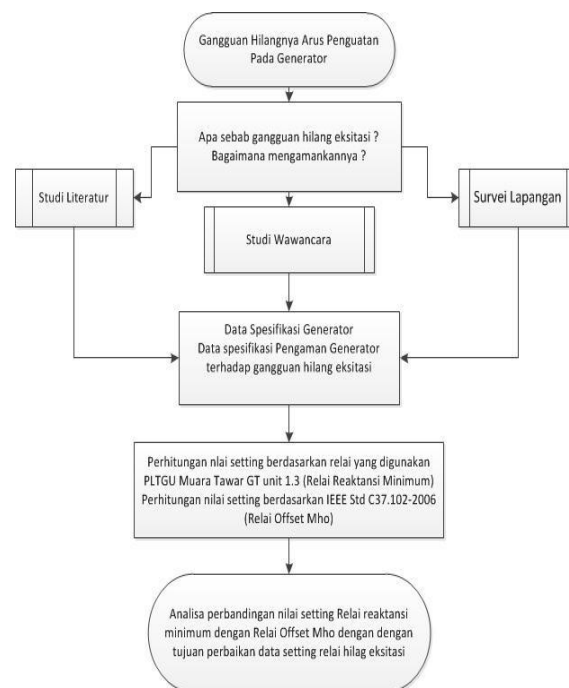 Gangguan Hilangnya Arus Penguatan
Pada Generator
Apa sebab gangguan hilang eksitasi ?
Bagaimana mengamankannya ?
Studi Literatur
Studi Wawancara
Survei Lapangan
Data Spesifikasi Generator
Data spesifikasi Pengaman Generator
terhadap gangguan hilang eksitasi
Perhitungan nlai setting berdasarkan relai yang digunakan
PLTGU Muara Tawar GT unit 1.3 (Relai Reaktansi Minimum)
Perhitungan nilai setting berdasarkan IEEE Std C37.102-2006
(Relai Offset Mho)
Analisa perbandingan nilai setting Relai reaktansi
minimum dengan Relai Offset Mho dengan dengan
tujuan perbaikan data setting relai hilag eksitasi